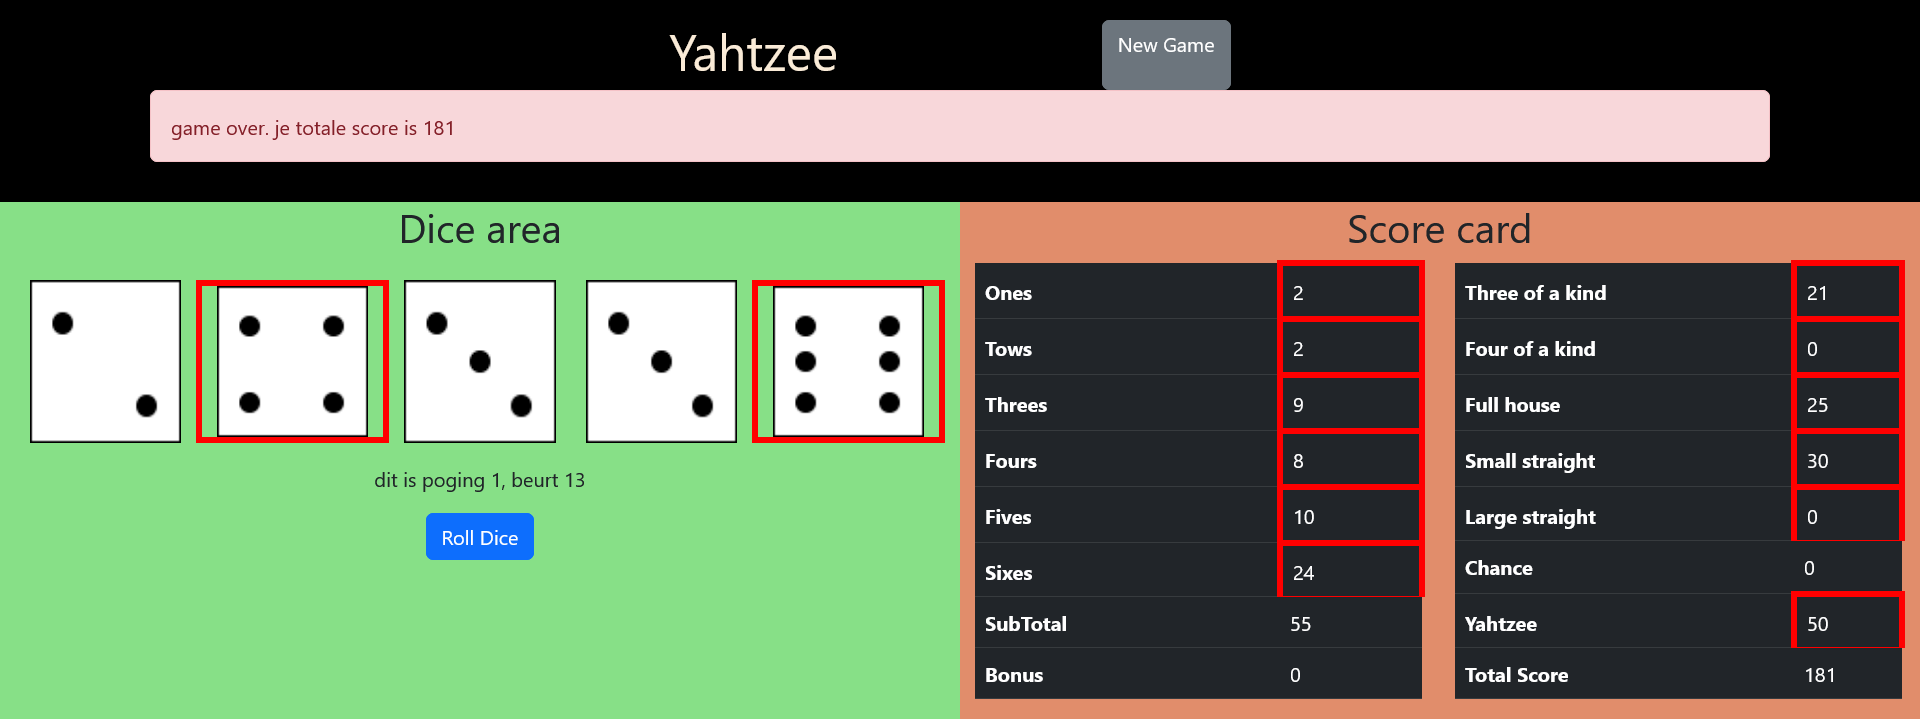 Yahtzee
New Game
game over. je totale score is 181
Dice area
dit is poging 1, beurt 13
Roll Dice
Score card
Ones 2
Tows 2
Threes 9
Fours 8
Fives 10
Sixes 24
SubTotal 55
Bonus 0
Three of a kind 21
Four of a kind 0
Full house 25
Small straight 30
Large straight 0
Chance 0
Yahtzee 50
Total Score 181